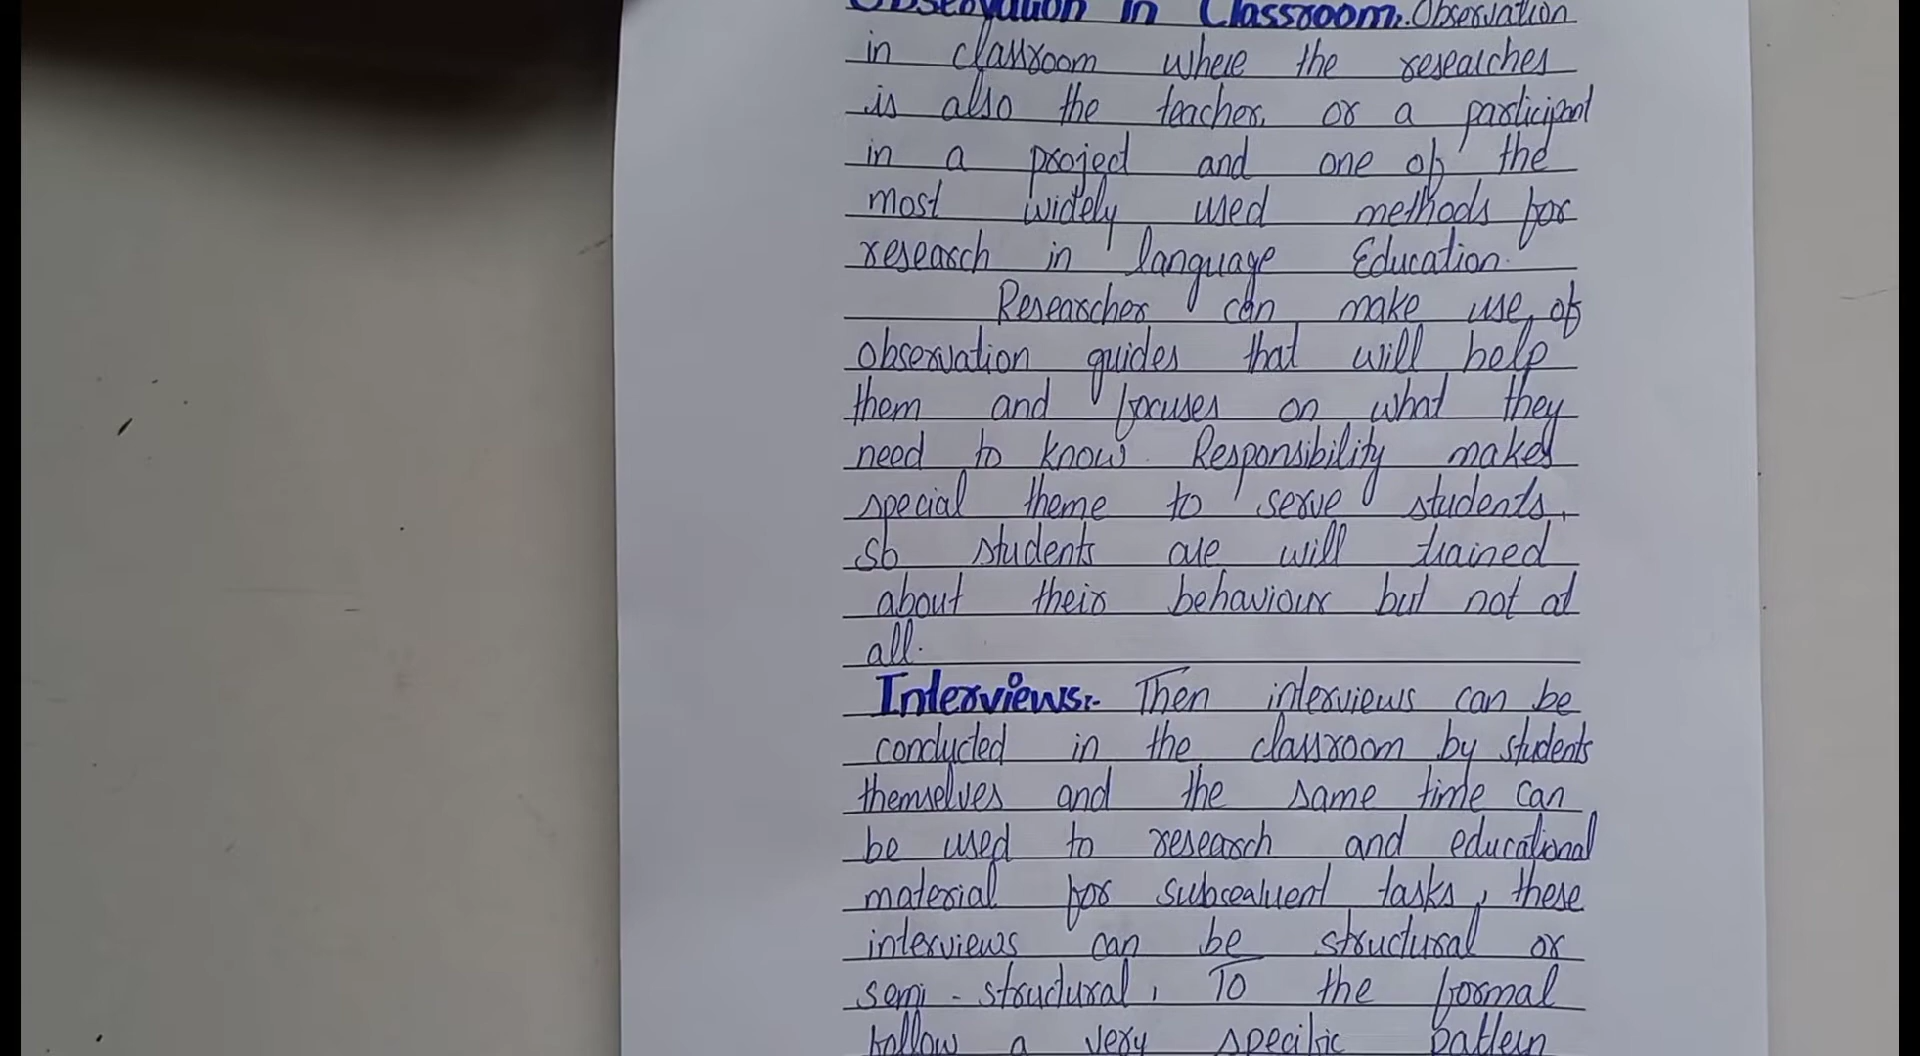 Observation in Classroom:. Observation
in classroom where the researches
is also the teacher, or a participant
in a project and one of the
most widely used methods for
research in language Education.
Researcher can make use of
observation guides that will help
them and focuses on what they
need to know. Responsibility makes
special theme to serve students,
so students are will trained
about their behaviour but not at
all.
Interviews:- Then interviews can be
conducted in the classroom by students
themselves and the same time can
be used to research and educational
material for tasks, these
interviews can be structural or
semi-structural, To the formal
follow a very specific pattern